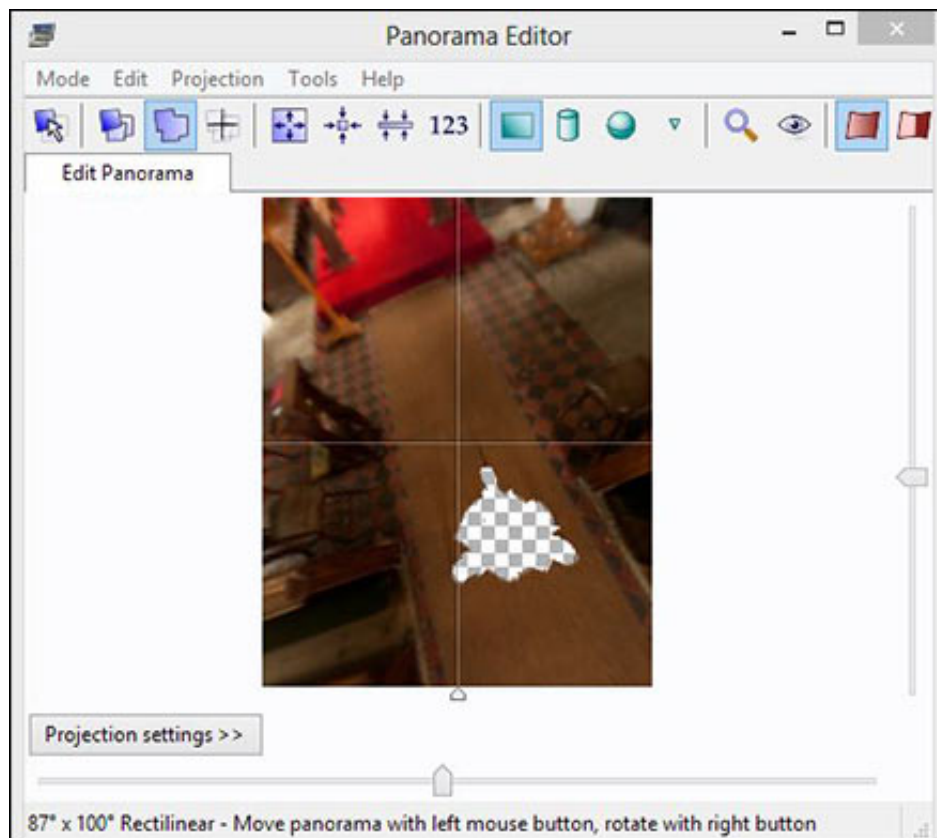 Panorama Editor
Mode Edit Projection Tools Help
123
Edit Panorama
Projection settings >>
87° x 100° Rectilinear - Move panorama with left mouse button, rotate with right button